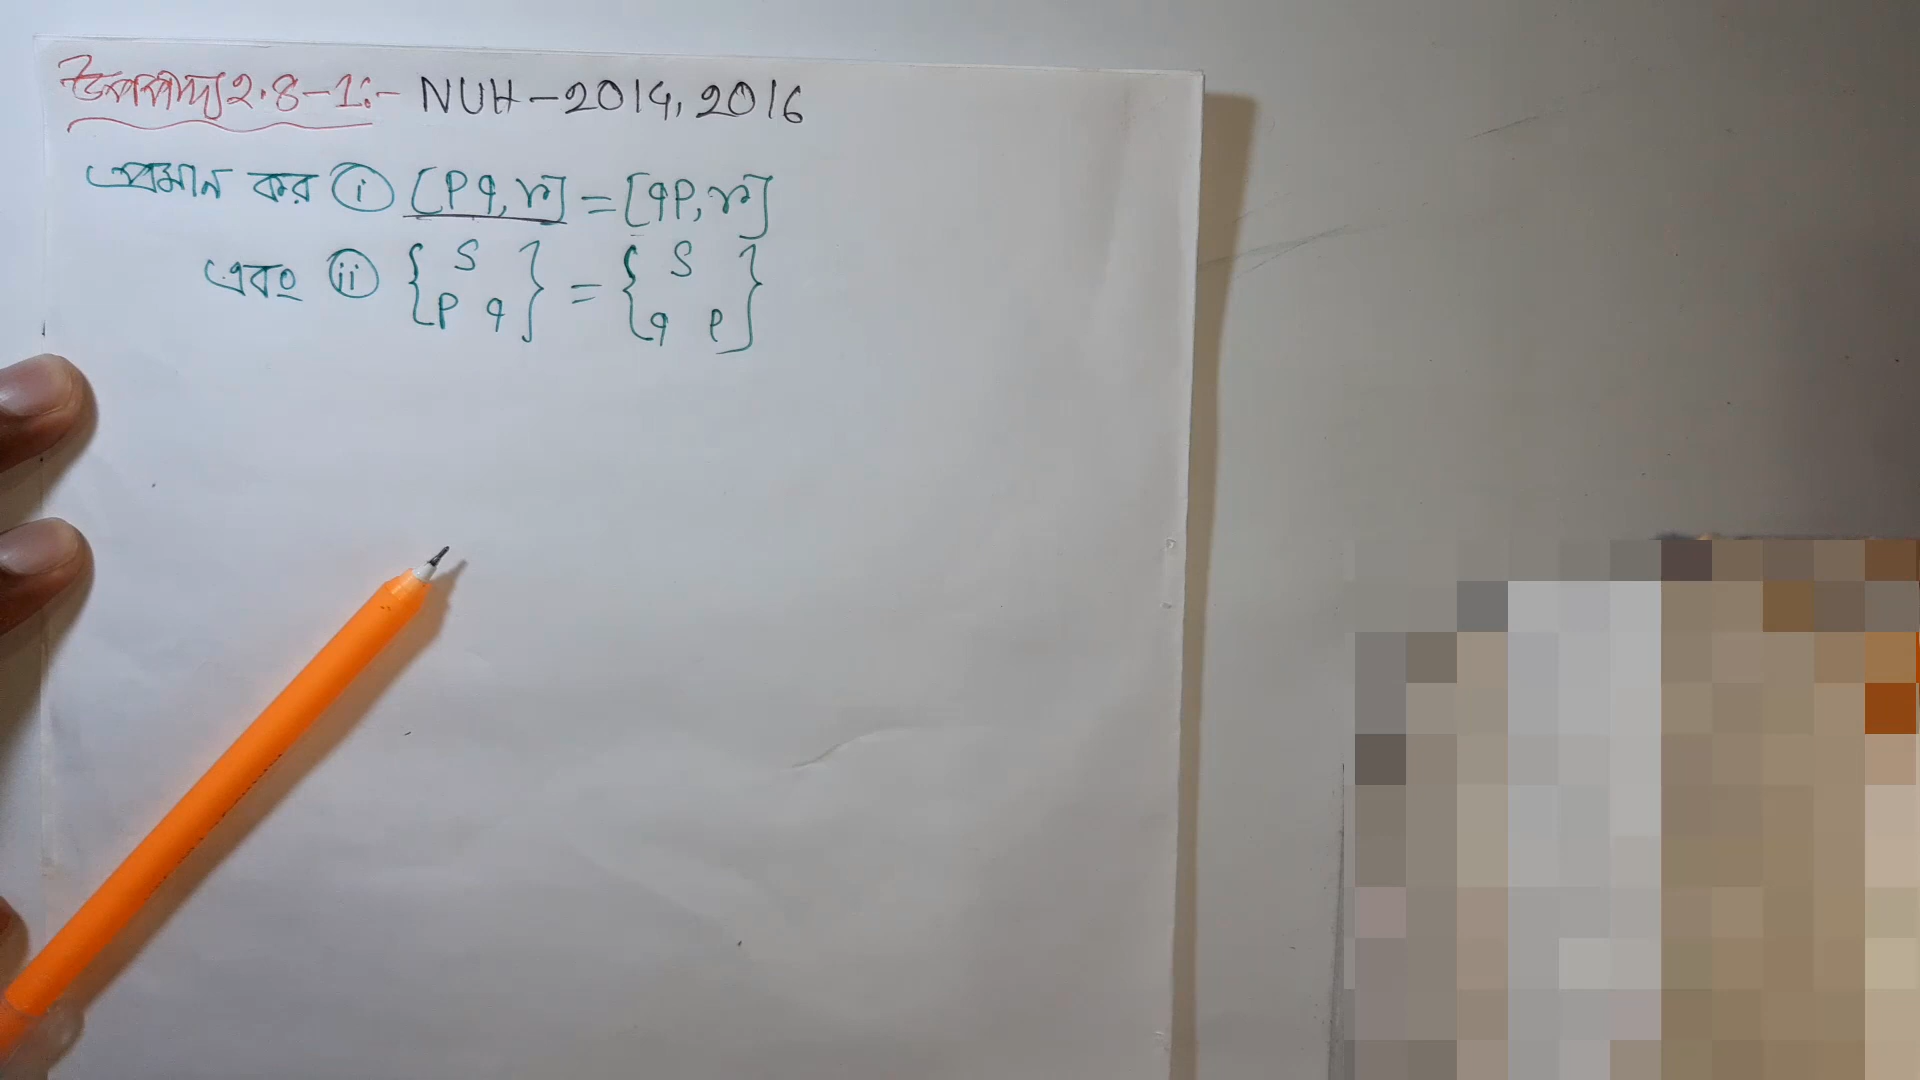 উপপাদ্য ২.৪-1:- NUH-2014, 2016
প্রমান কর (i) [pq, r] = [qp, r]
এবং (ii) { s p q } = { s q p }